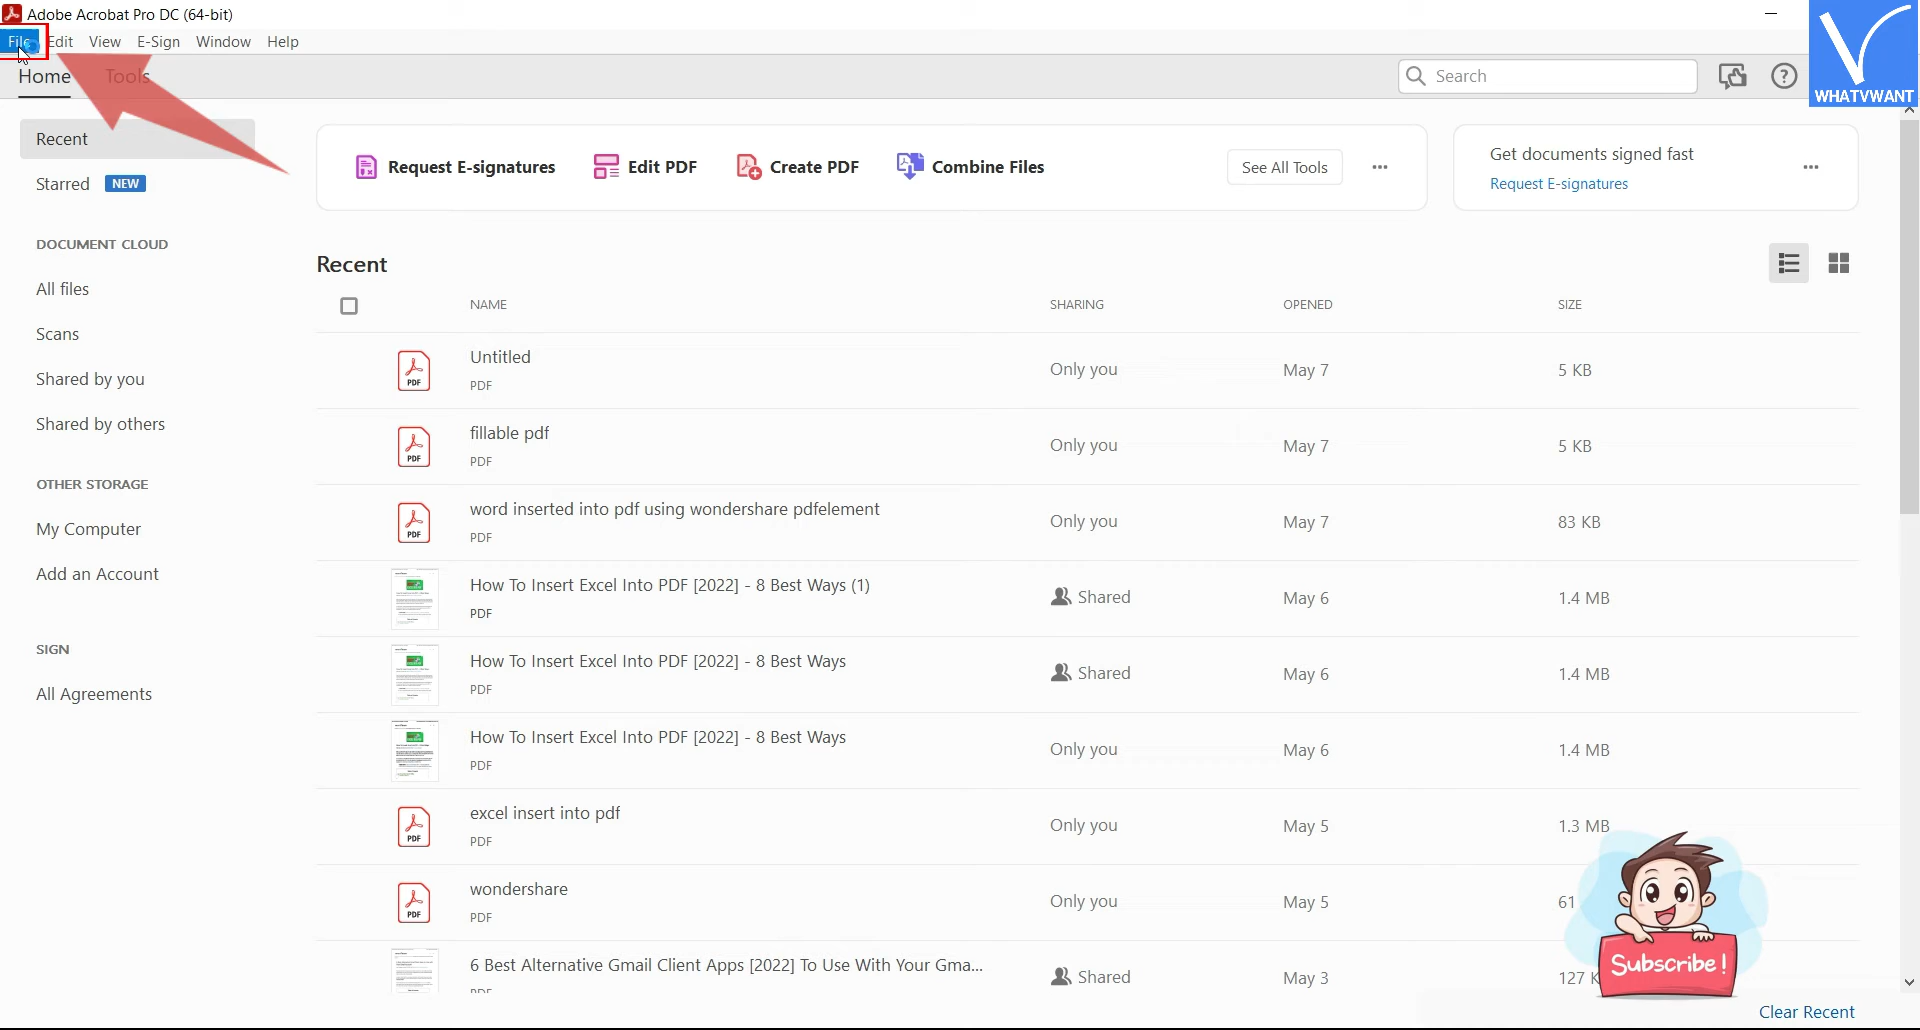 Adobe Acrobat Pro DC (64-bit)
File Edit View E-Sign Window Help
WHATVWANT
Home Tools
Search
Recent
Starred NEW
DOCUMENT CLOUD
All files
Scans
Shared by you
Shared by others
OTHER STORAGE
My Computer
Add an Account
SIGN
All Agreements
Request E-signatures Edit PDF Create PDF Combine Files See All Tools
Get documents signed fast
Request E-signatures
Recent
NAME SHARING OPENED SIZE
Untitled
PDF
Only you May 7 5 KB
fillable pdf
PDF
Only you May 7 5 KB
word inserted into pdf using wondershare pdfelement
PDF
Only you May 7 83 KB
How To Insert Excel Into PDF [2022] - 8 Best Ways (1)
PDF
Shared May 6 1.4 MB
How To Insert Excel Into PDF [2022] - 8 Best Ways
PDF
Shared May 6 1.4 MB
How To Insert Excel Into PDF [2022] - 8 Best Ways
PDF
Only you May 6 1.4 MB
excel insert into pdf
PDF
Only you May 5 1.3 MB
wondershare
PDF
Only you May 5 61
6 Best Alternative Gmail Client Apps [2022] To Use With Your Gma...
PDF
Shared May 3 127 K
Subscribe!
Clear Recent